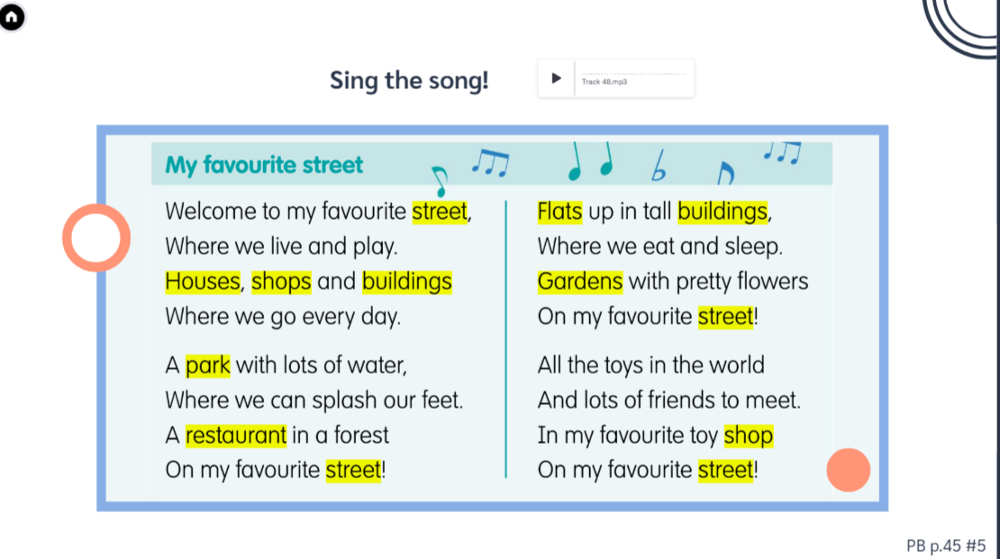 Sing the song!
Track 48.mp3
My favourite street
Welcome to my favourite street,
Where we live and play.
Houses, shops and buildings
Where we go every day.
A park with lots of water,
Where we can splash our feet.
A restaurant in a forest
On my favourite street!
Flats up in tall buildings,
Where we eat and sleep.
Gardens with pretty flowers
On my favourite street!
All the toys in the world
And lots of friends to meet.
In my favourite toy shop
On my favourite street!
PB p.45 #5